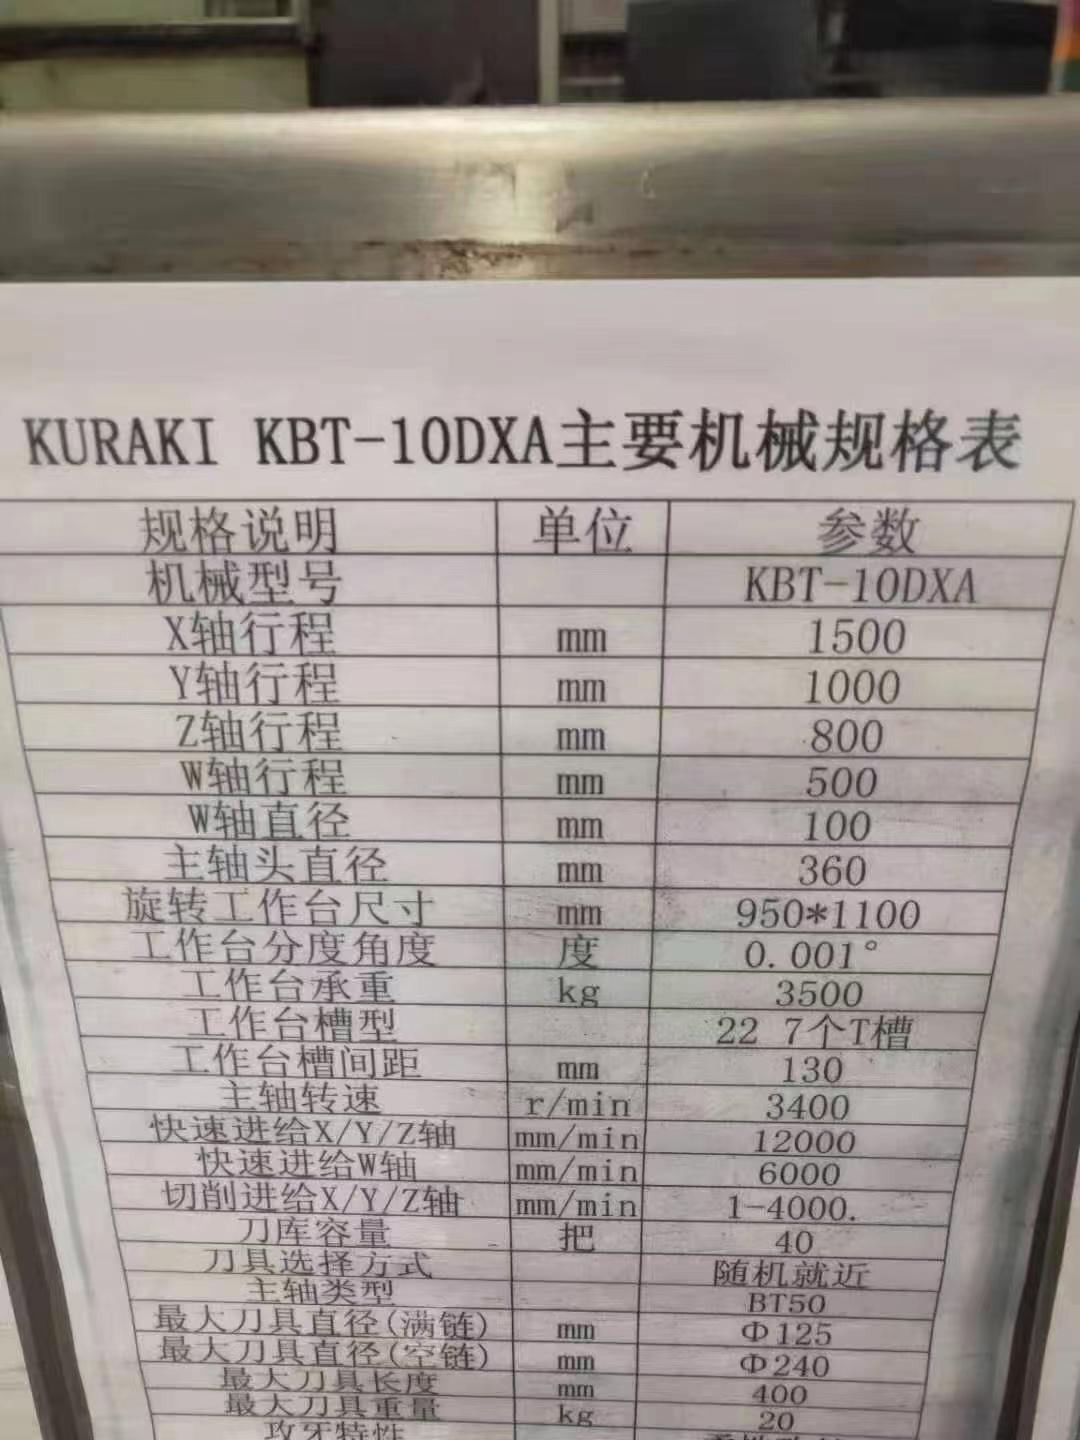 KURAKI KBT-10DXA主要机械规格表
规格说明 单位 参数
机械型号 KBT-10DXA
X轴行程 mm 1500
Y轴行程 mm 1000
Z轴行程 mm 800
W轴行程 mm 500
W轴直径 mm 100
主轴头直径 mm 360
旋转工作台尺寸 mm 950*1100
工作台分度角度 度 0.001°
工作台承重 kg 3500
工作台槽型 22 7个T槽
工作台槽间距 mm 130
主轴转速 r/min 3400
快速进给X/Y/Z轴 mm/min 12000
快速进给W轴 mm/min 6000
切削进给X/Y/Z轴 mm/min 1-4000.
刀库容量 把 40
刀具选择方式 随机就近
主轴类型 BT50
最大刀具直径(满链) mm Φ125
最大刀具直径(空链) mm Φ240
最大刀具长度 mm 400
最大刀具重量 kg 20
攻牙特性